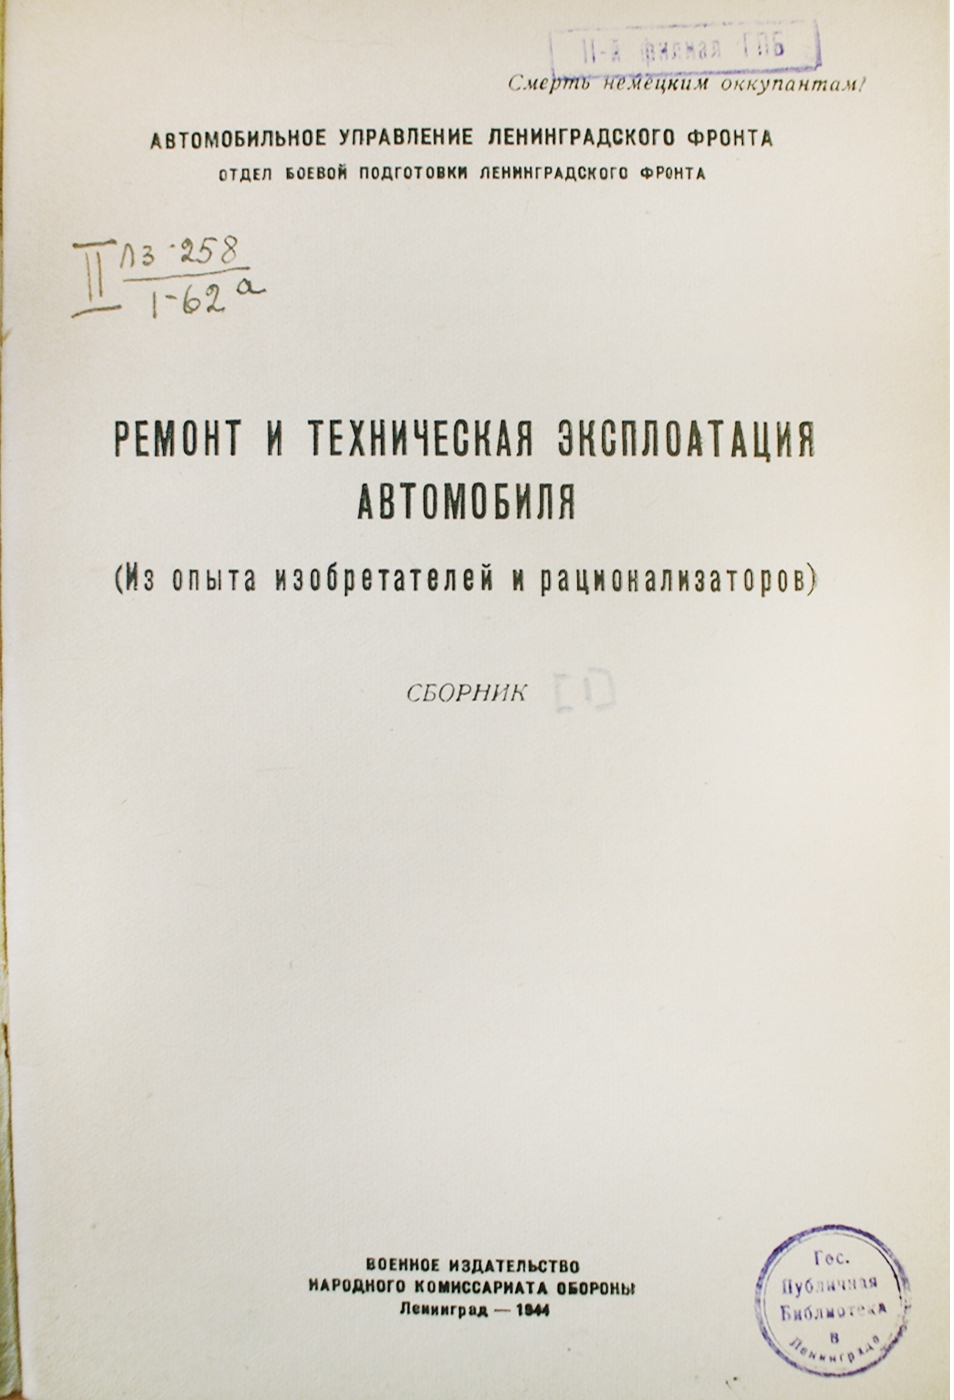 II-й филиал ГПБ
Смерть немецким оккупантам!
АВТОМОБИЛЬНОЕ УПРАВЛЕНИЕ ЛЕНИНГРАДСКОГО ФРОНТА
ОТДЕЛ БОЕВОЙ ПОДГОТОВКИ ЛЕНИНГРАДСКОГО ФРОНТА
II Лз-258
1-62а
РЕМОНТ И ТЕХНИЧЕСКАЯ ЭКСПЛОАТАЦИЯ
АВТОМОБИЛЯ
(Из опыта изобретателей и рационализаторов)
СБОРНИК [1]
ВОЕННОЕ ИЗДАТЕЛЬСТВО
НАРОДНОГО КОМИССАРИАТА ОБОРОНЫ
Ленинград — 1944
Гос.
Публичная
Библиотека
в
Ленинграде